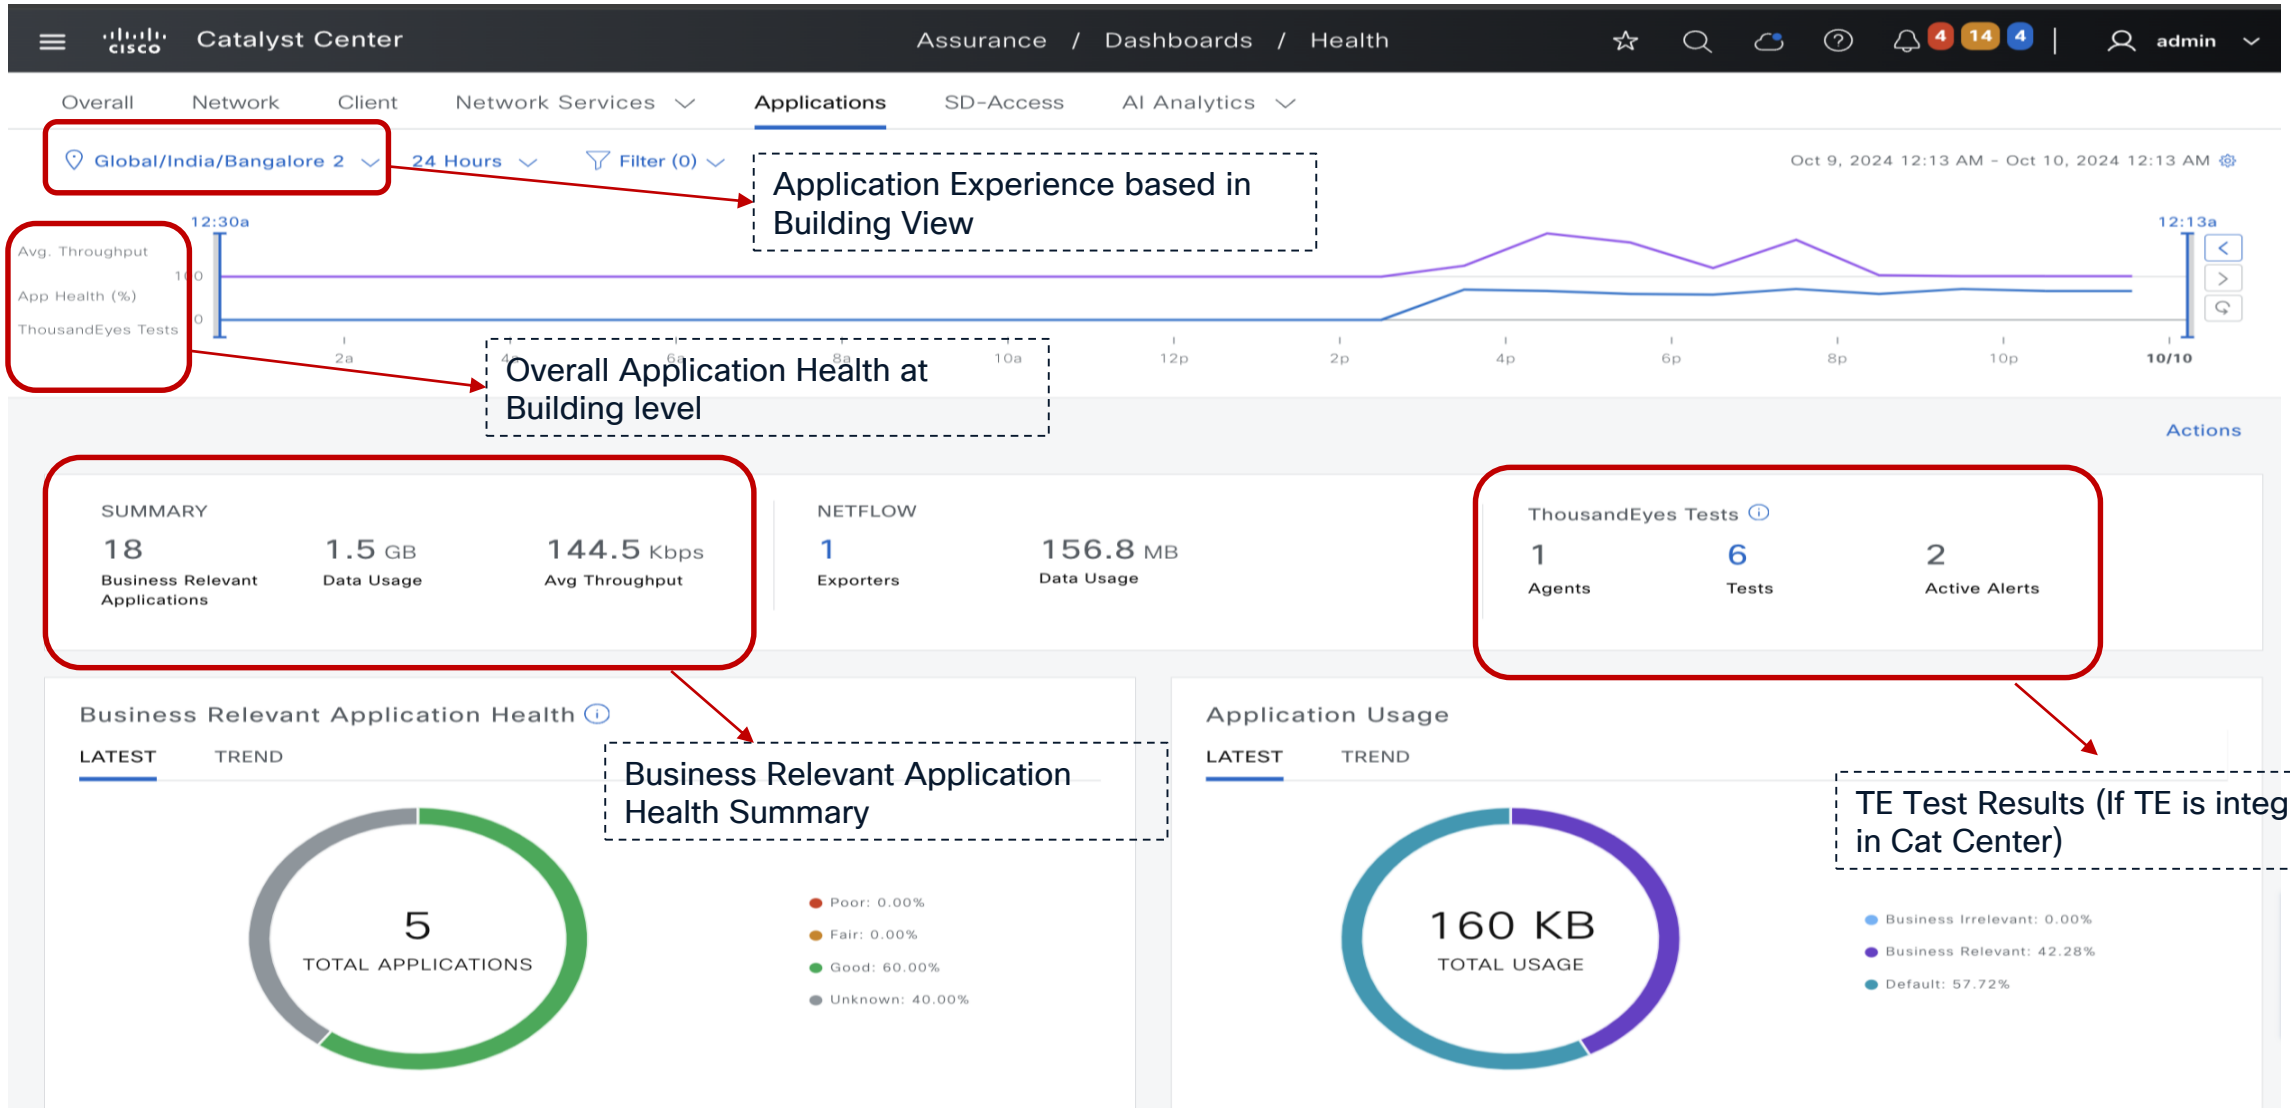 cisco Catalyst Center Assurance / Dashboards / Health 4 14 4 admin
Overall Network Client Network Services Applications SD-Access AI Analytics
Global/India/Bangalore 2 24 Hours Filter (0) Oct 9, 2024 12:13 AM - Oct 10, 2024 12:13 AM
Application Experience based in
Building View
12:30a 12:13a
Avg. Throughput
100
App Health (%)
0
ThousandEyes Tests
2a 4a 6a 8a 10a 12p 2p 4p 6p 8p 10p 10/10
Overall Application Health at
Building level
Actions
SUMMARY
18 1.5 GB 144.5 Kbps
Business Relevant Data Usage Avg Throughput
Applications
NETFLOW
1 156.8 MB
Exporters Data Usage
ThousandEyes Tests
1 6 2
Agents Tests Active Alerts
Business Relevant Application Health
LATEST TREND
Business Relevant Application
Health Summary
5
TOTAL APPLICATIONS
Poor: 0.00%
Fair: 0.00%
Good: 60.00%
Unknown: 40.00%
Application Usage
LATEST TREND
TE Test Results (If TE is integ
in Cat Center)
160 KB
TOTAL USAGE
Business Irrelevant: 0.00%
Business Relevant: 42.28%
Default: 57.72%